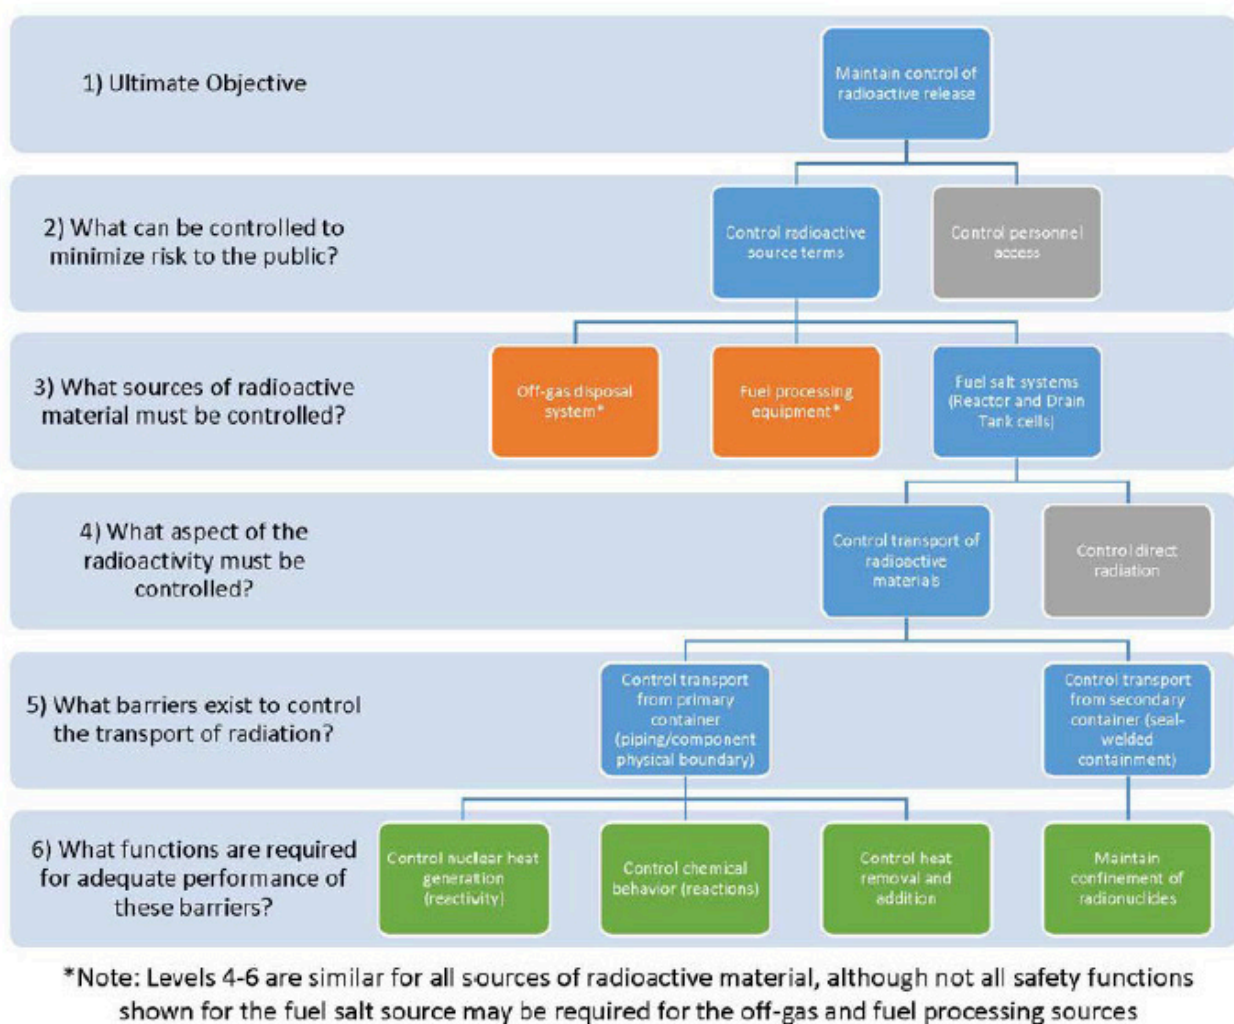 1) Ultimate Objective
Maintain control of
radioactive release
2) What can be controlled to
minimize risk to the public?
Control radioactive
source terms
Control personnel
access
3) What sources of radioactive
material must be controlled?
Off-gas disposal
system*
Fuel processing
equipment*
Fuel salt systems
(Reactor and Drain
Tank cells)
4) What aspect of the
radioactivity must be
controlled?
Control transport of
radioactive
materials
Control direct
radiation
5) What barriers exist to control
the transport of radiation?
Control transport
from primary
container
(piping/component
physical boundary)
Control transport
from secondary
container (seal-
welded
containment)
6) What functions are required
for adequate performance of
these barriers?
Control nuclear heat
generation
(reactivity)
Control chemical
behavior (reactions)
Control heat
removal and
addition
Maintain
confinement of
radionuclides
*Note: Levels 4-6 are similar for all sources of radioactive material, although not all safety functions
shown for the fuel salt source may be required for the off-gas and fuel processing sources